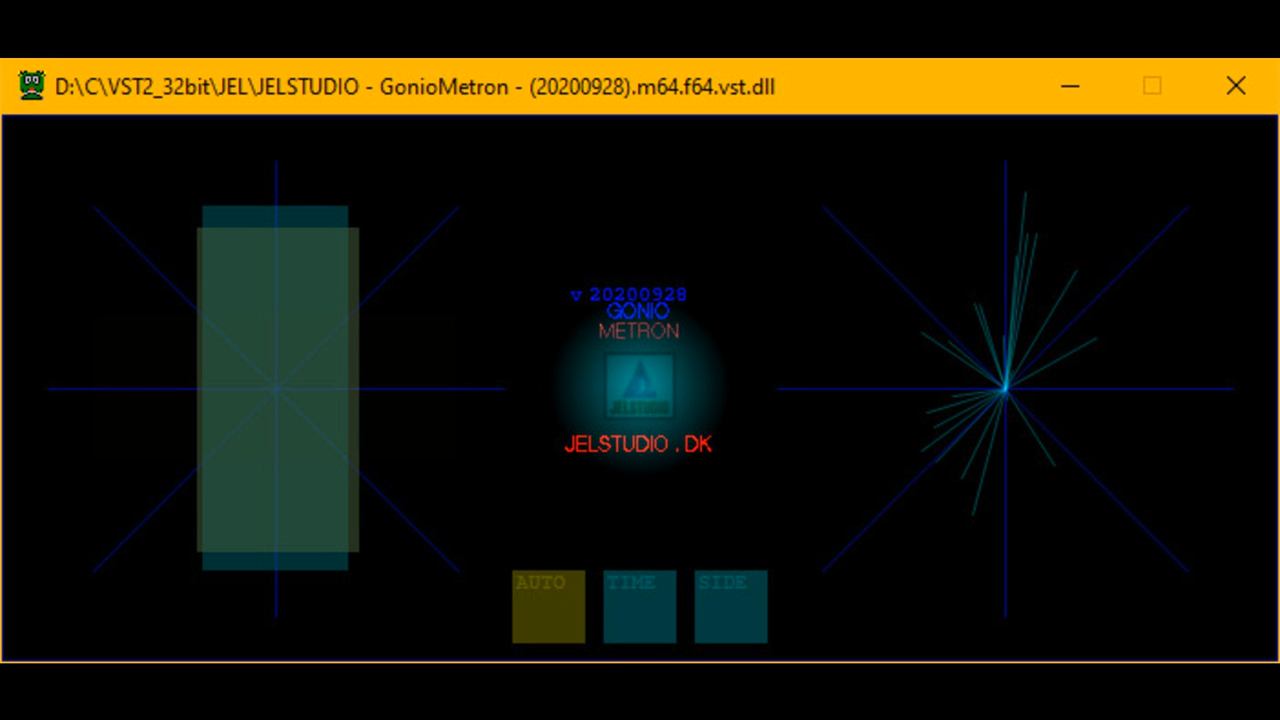 D:\C\VST2_32bit\JEL\JELSTUDIO - GonioMetron - (20200928).m64.f64.vst.dll
v 20200928
GONIO
METRON
JELSTUDIO
JELSTUDIO . DK
AUTO TIME SIDE